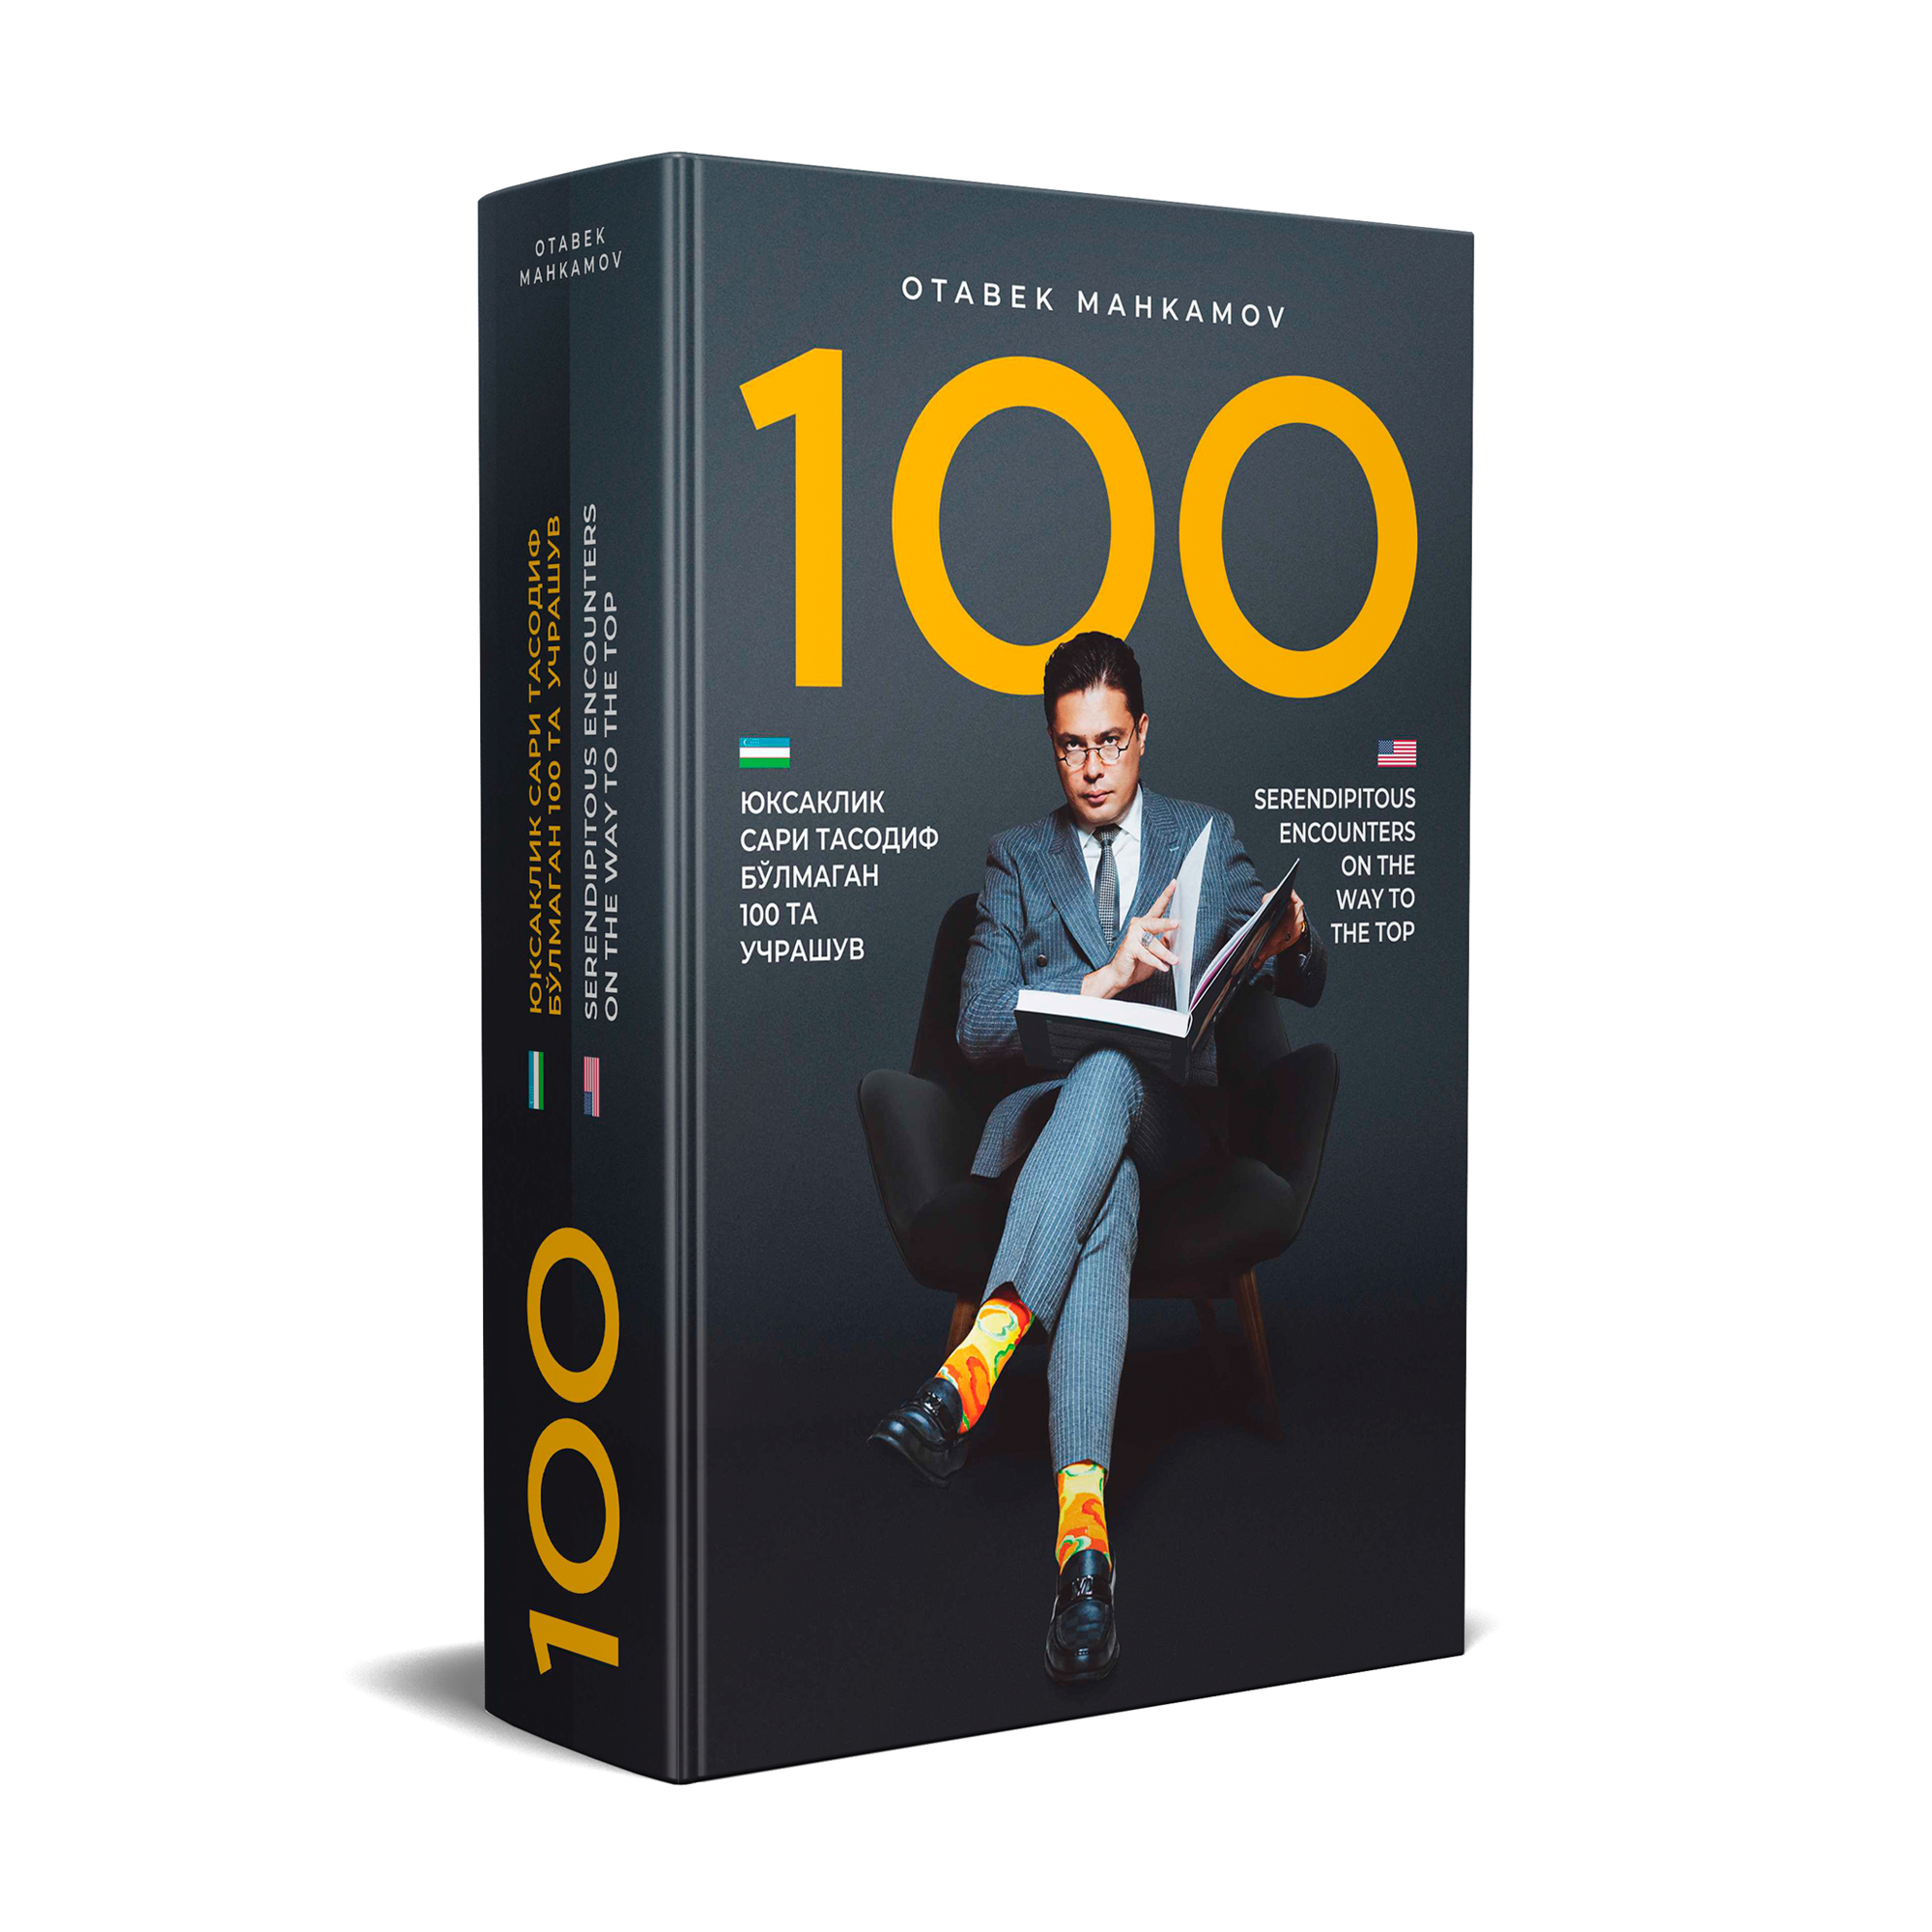 OTABEK
MAHKAMOV
ЮКСАКЛИК САРИ ТАСОДИФ
БЎЛМАГАН 100 ТА УЧРАШУВ
SERENDIPITOUS ENCOUNTERS
ON THE WAY TO THE TOP
100
OTABEK MAHKAMOV
100
ЮКСАКЛИК
САРИ ТАСОДИФ
БЎЛМАГАН
100 ТА
УЧРАШУВ
SERENDIPITOUS
ENCOUNTERS
ON THE
WAY TO
THE TOP